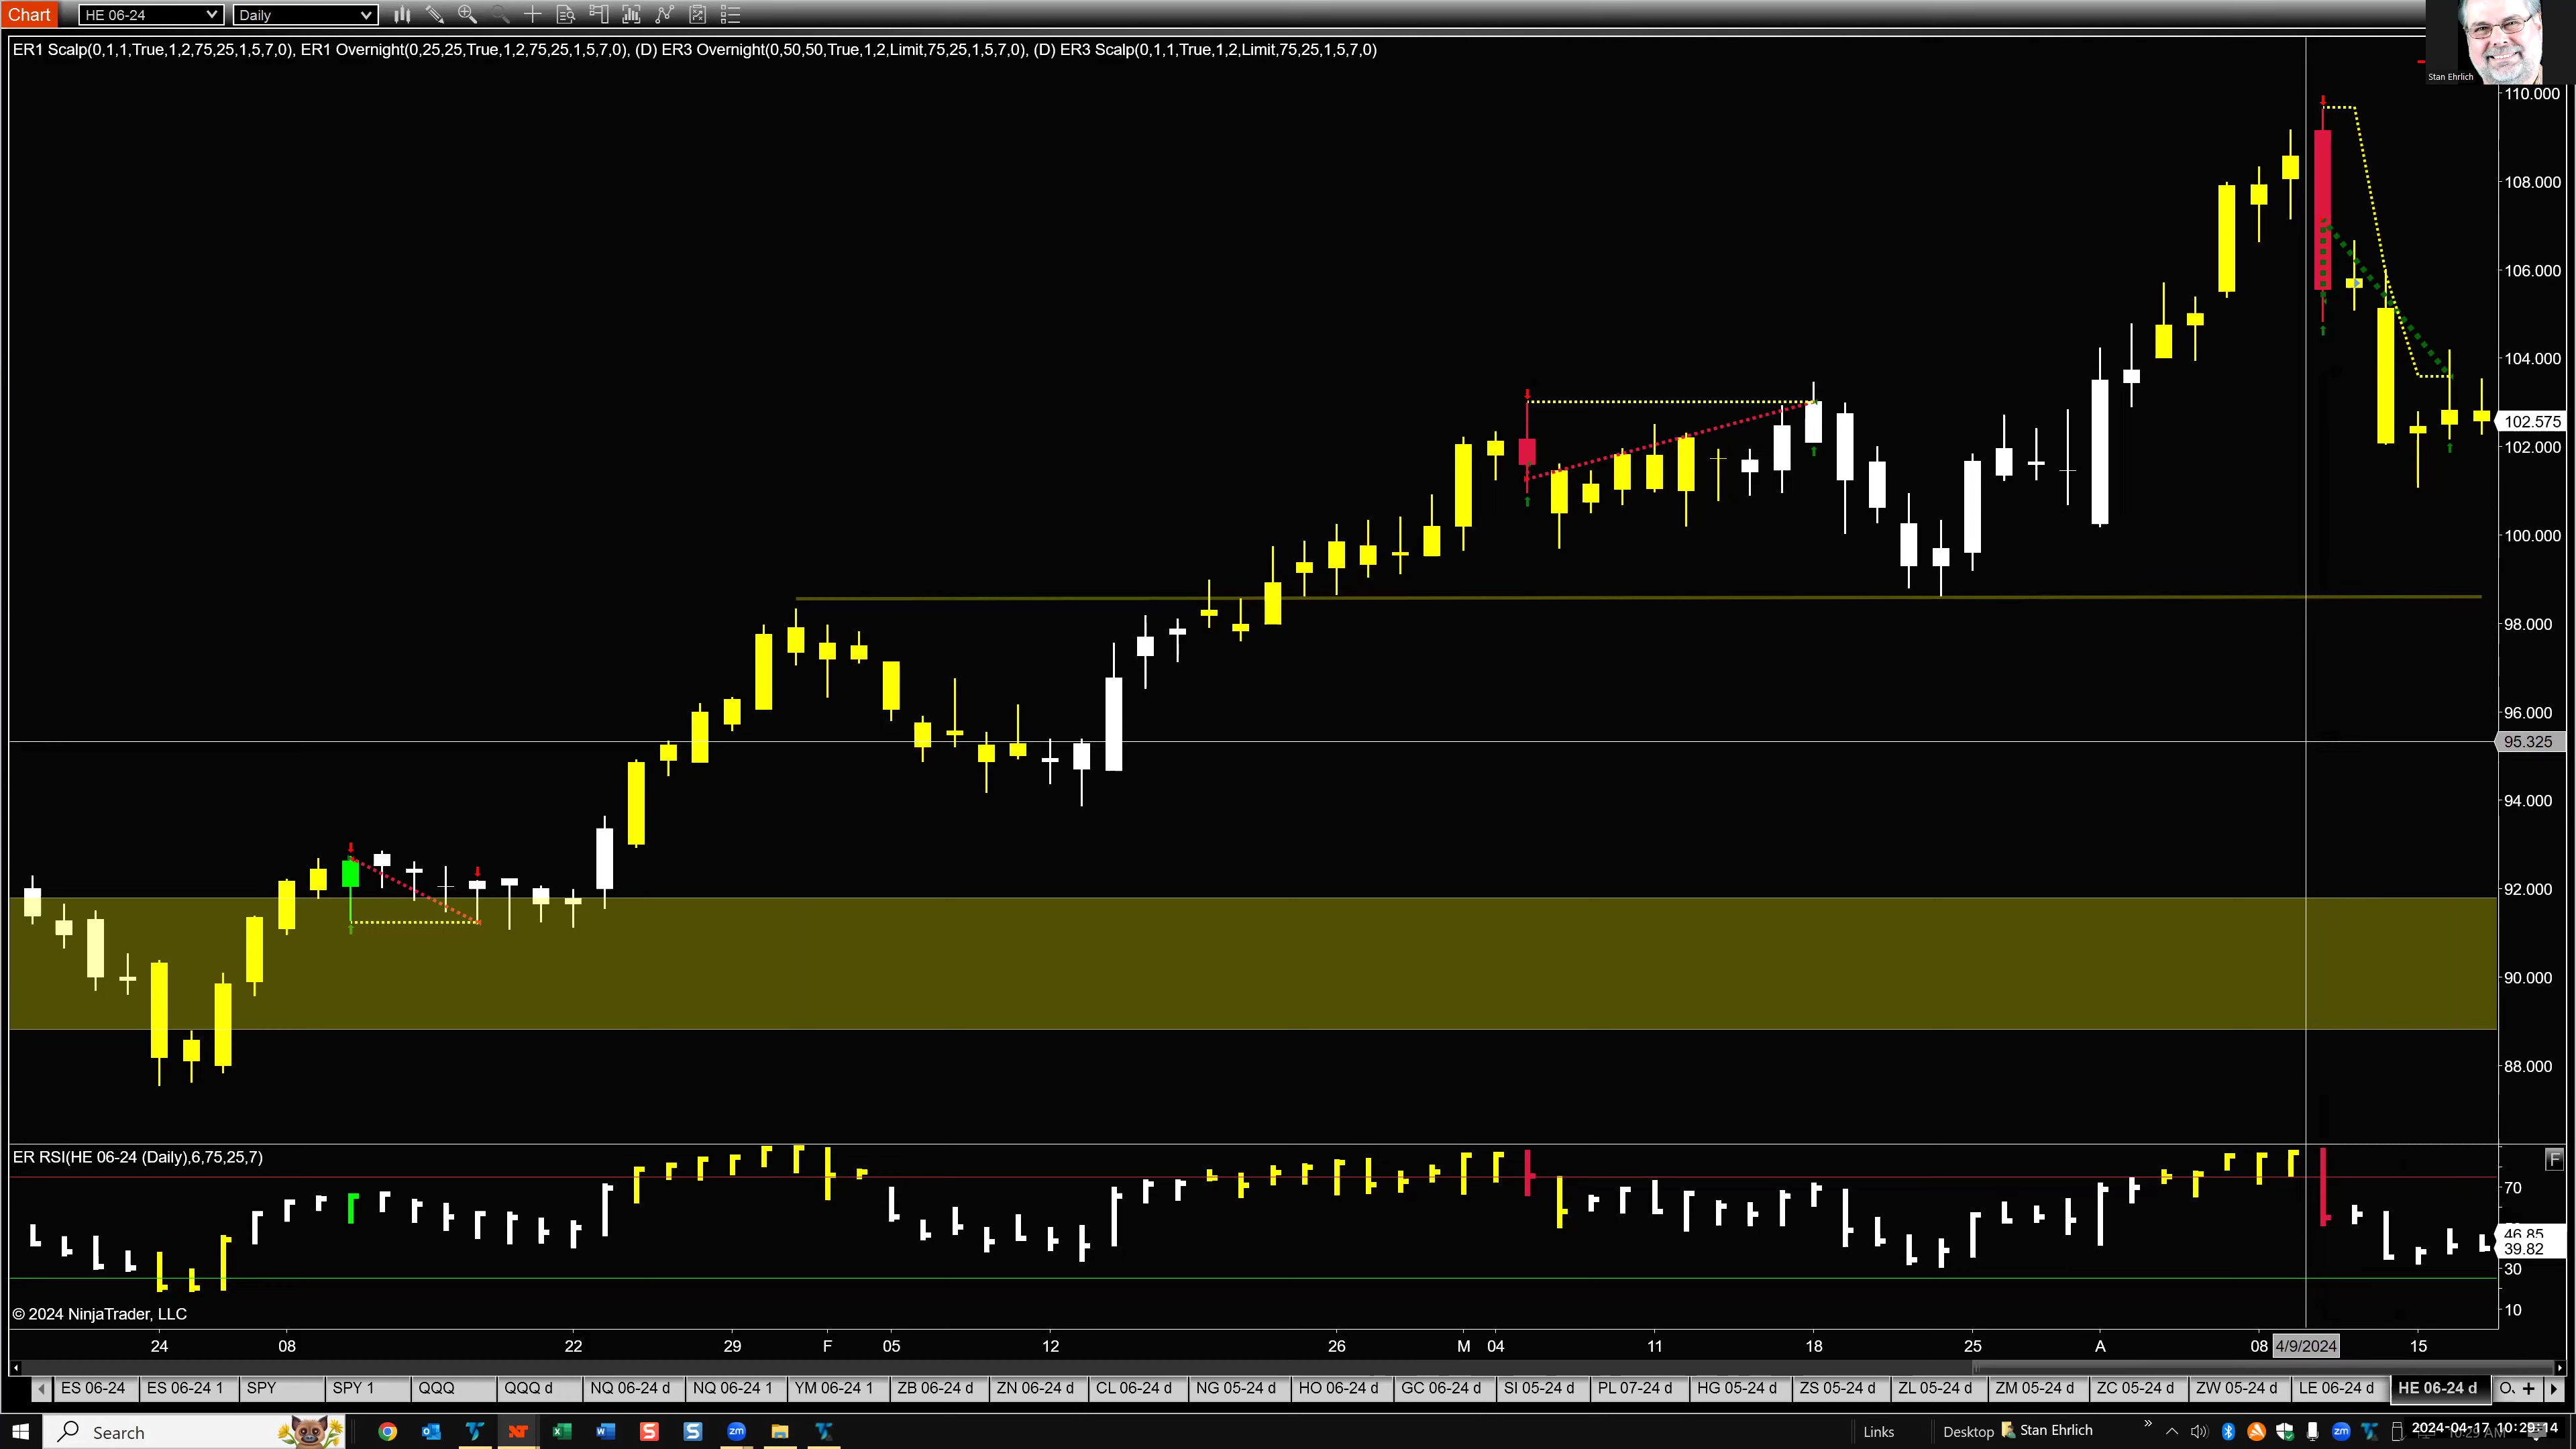 Chart HE 06-24 Daily
ER1 Scalp(0,1,1,True,1,2,75,25,1,5,7,0), ER1 Overnight(0,25,25,True,1,2,75,25,1,5,7,0), (D) ER3 Overnight(0,50,50,True,1,2,Limit,75,25,1,5,7,0), (D) ER3 Scalp(0,1,1,True,1,2,Limit,75,25,1,5,7,0)
Stan Ehrlich
110.000
108.000
106.000
104.000
102.575
102.000
100.000
98.000
96.000
95.325
94.000
92.000
90.000
88.000
ER RSI(HE 06-24 (Daily),6,75,25,7)
F
70
46.85
39.82
30
10
© 2024 NinjaTrader, LLC
24 08 22 29 F 05 12 26 M 04 11 18 25 A 08 4/9/2024 15
ES 06-24 ES 06-24 1 SPY SPY 1 QQQ QQQ d NQ 06-24 d NQ 06-24 1 YM 06-24 1 ZB 06-24 d ZN 06-24 d CL 06-24 d NG 05-24 d HO 06-24 d GC 06-24 d SI 05-24 d PL 07-24 d HG 05-24 d ZS 05-24 d ZL 05-24 d ZM 05-24 d ZC 05-24 d ZW 05-24 d LE 06-24 d HE 06-24 d
Search Links Desktop Stan Ehrlich 2024-04-17 10:29:14